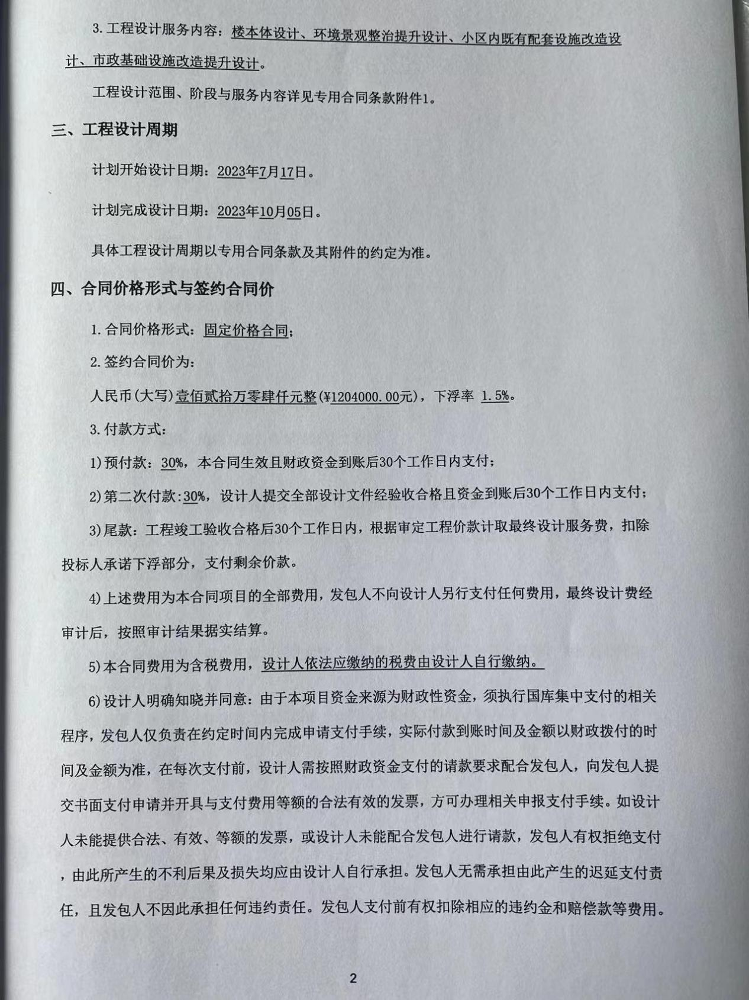 3.工程设计服务内容：楼本体设计、环境景观整治提升设计、小区内既有配套设施改造设
计、市政基础设施改造提升设计。
工程设计范围、阶段与服务内容详见专用合同条款附件1。
三、工程设计周期
计划开始设计日期：2023年7月17日。
计划完成设计日期：2023年10月05日。
具体工程设计周期以专用合同条款及其附件的约定为准。
四、合同价格形式与签约合同价
1.合同价格形式：固定价格合同；
2.签约合同价为：
人民币(大写)壹佰贰拾万零肆仟元整(¥1204000.00元)，下浮率 1.5%。
3.付款方式：
1)预付款：30%，本合同生效且财政资金到账后30个工作日内支付；
2)第二次付款:30%，设计人提交全部设计文件经验收合格且资金到账后30个工作日内支付；
3)尾款：工程竣工验收合格后30个工作日内，根据审定工程价款计取最终设计服务费，扣除
投标人承诺下浮部分，支付剩余价款。
4)上述费用为本合同项目的全部费用，发包人不向设计人另行支付任何费用，最终设计费经
审计后，按照审计结果据实结算。
5)本合同费用为含税费用，设计人依法应缴纳的税费由设计人自行缴纳。
6)设计人明确知晓并同意：由于本项目资金来源为财政性资金，须执行国库集中支付的相关
程序，发包人仅负责在约定时间内完成申请支付手续，实际付款到账时间及金额以财政拨付的时
间及金额为准，在每次支付前，设计人需按照财政资金支付的请款要求配合发包人，向发包人提
交书面支付申请并开具与支付费用等额的合法有效的发票，方可办理相关申报支付手续。如设计
人未能提供合法、有效、等额的发票，或设计人未能配合发包人进行请款，发包人有权拒绝支付
，由此所产生的不利后果及损失均应由设计人自行承担。发包人无需承担由此产生的迟延支付责
任，且发包人不因此承担任何违约责任。发包人支付前有权扣除相应的违约金和赔偿款等费用。
2